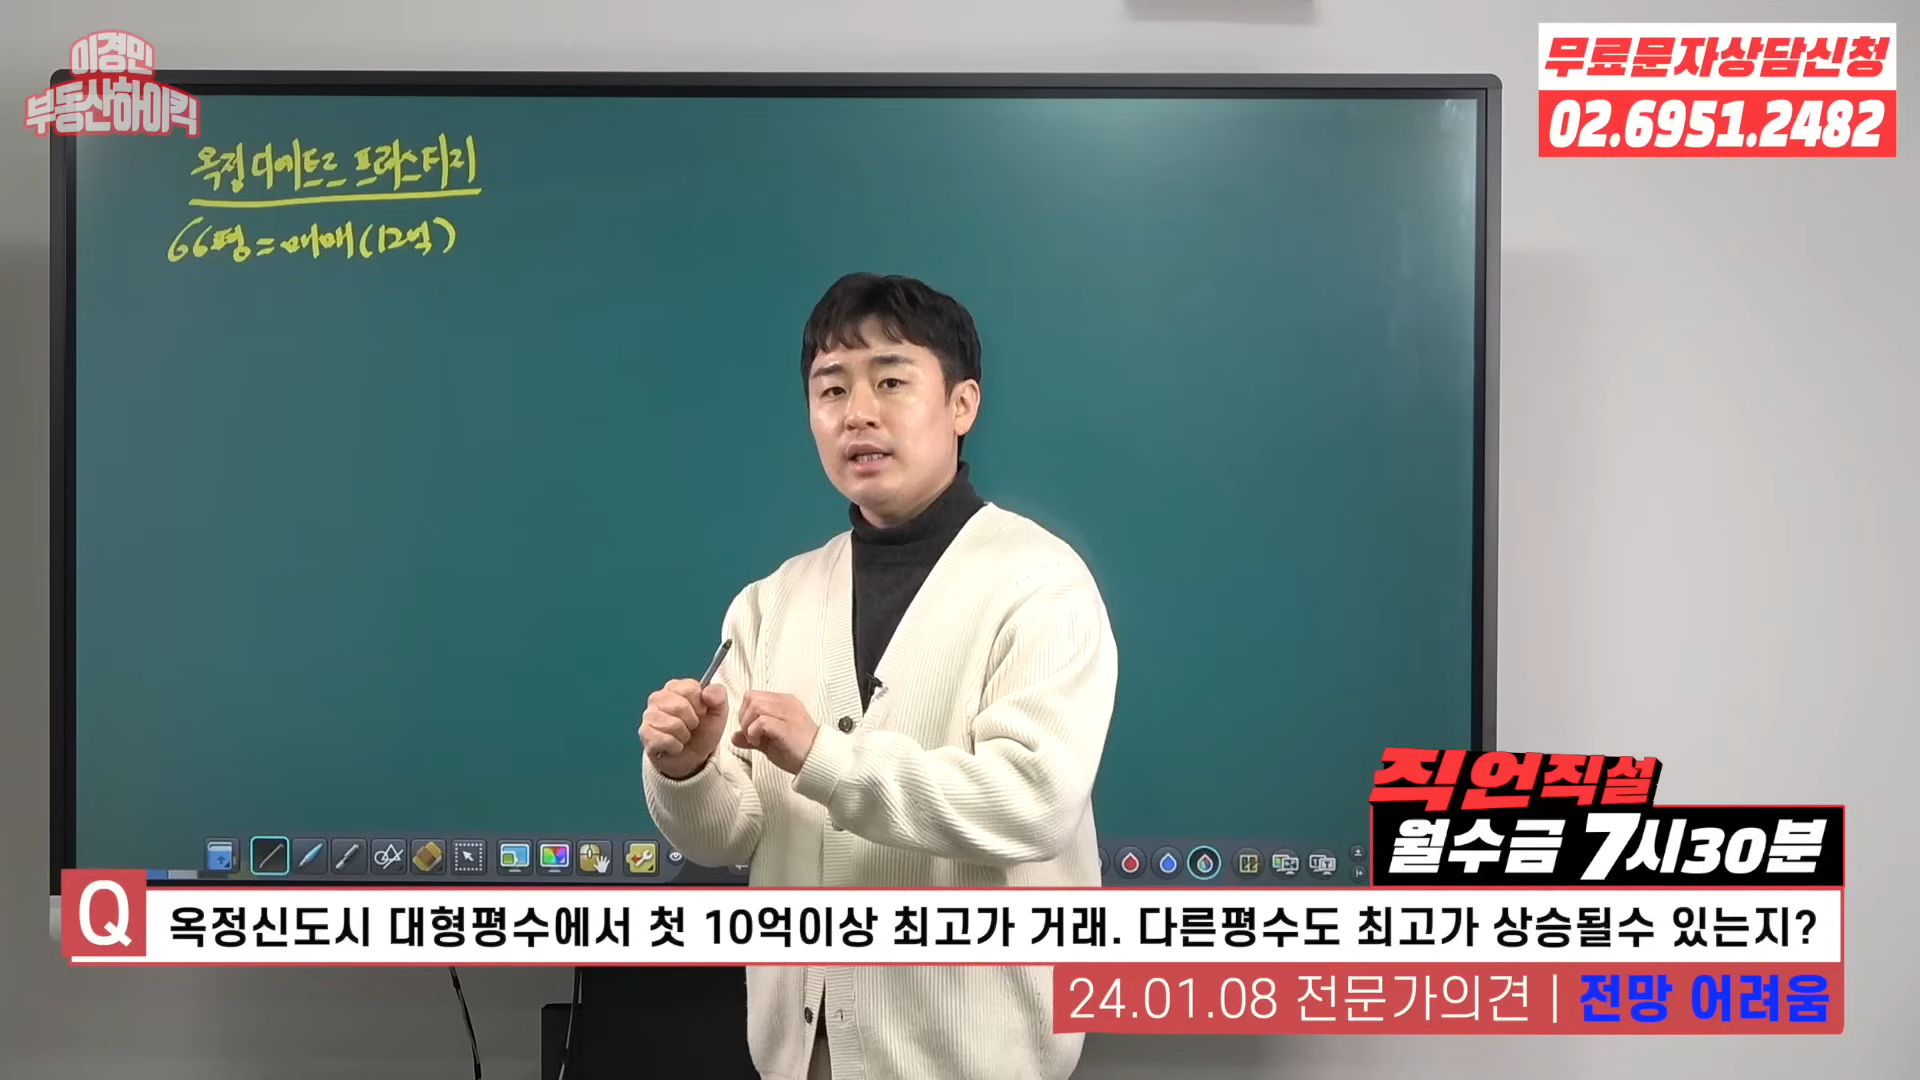 이경민
부동산하이킥
무료문자상담신청
02.6951.2482
옥정 디에트르 프레스티지
66평=매매(12억)
직언직설
월수금 7시30분
Q 옥정신도시 대형평수에서 첫 10억이상 최고가 거래. 다른평수도 최고가 상승될수 있는지?
24.01.08 전문가의견 | 전망 어려움